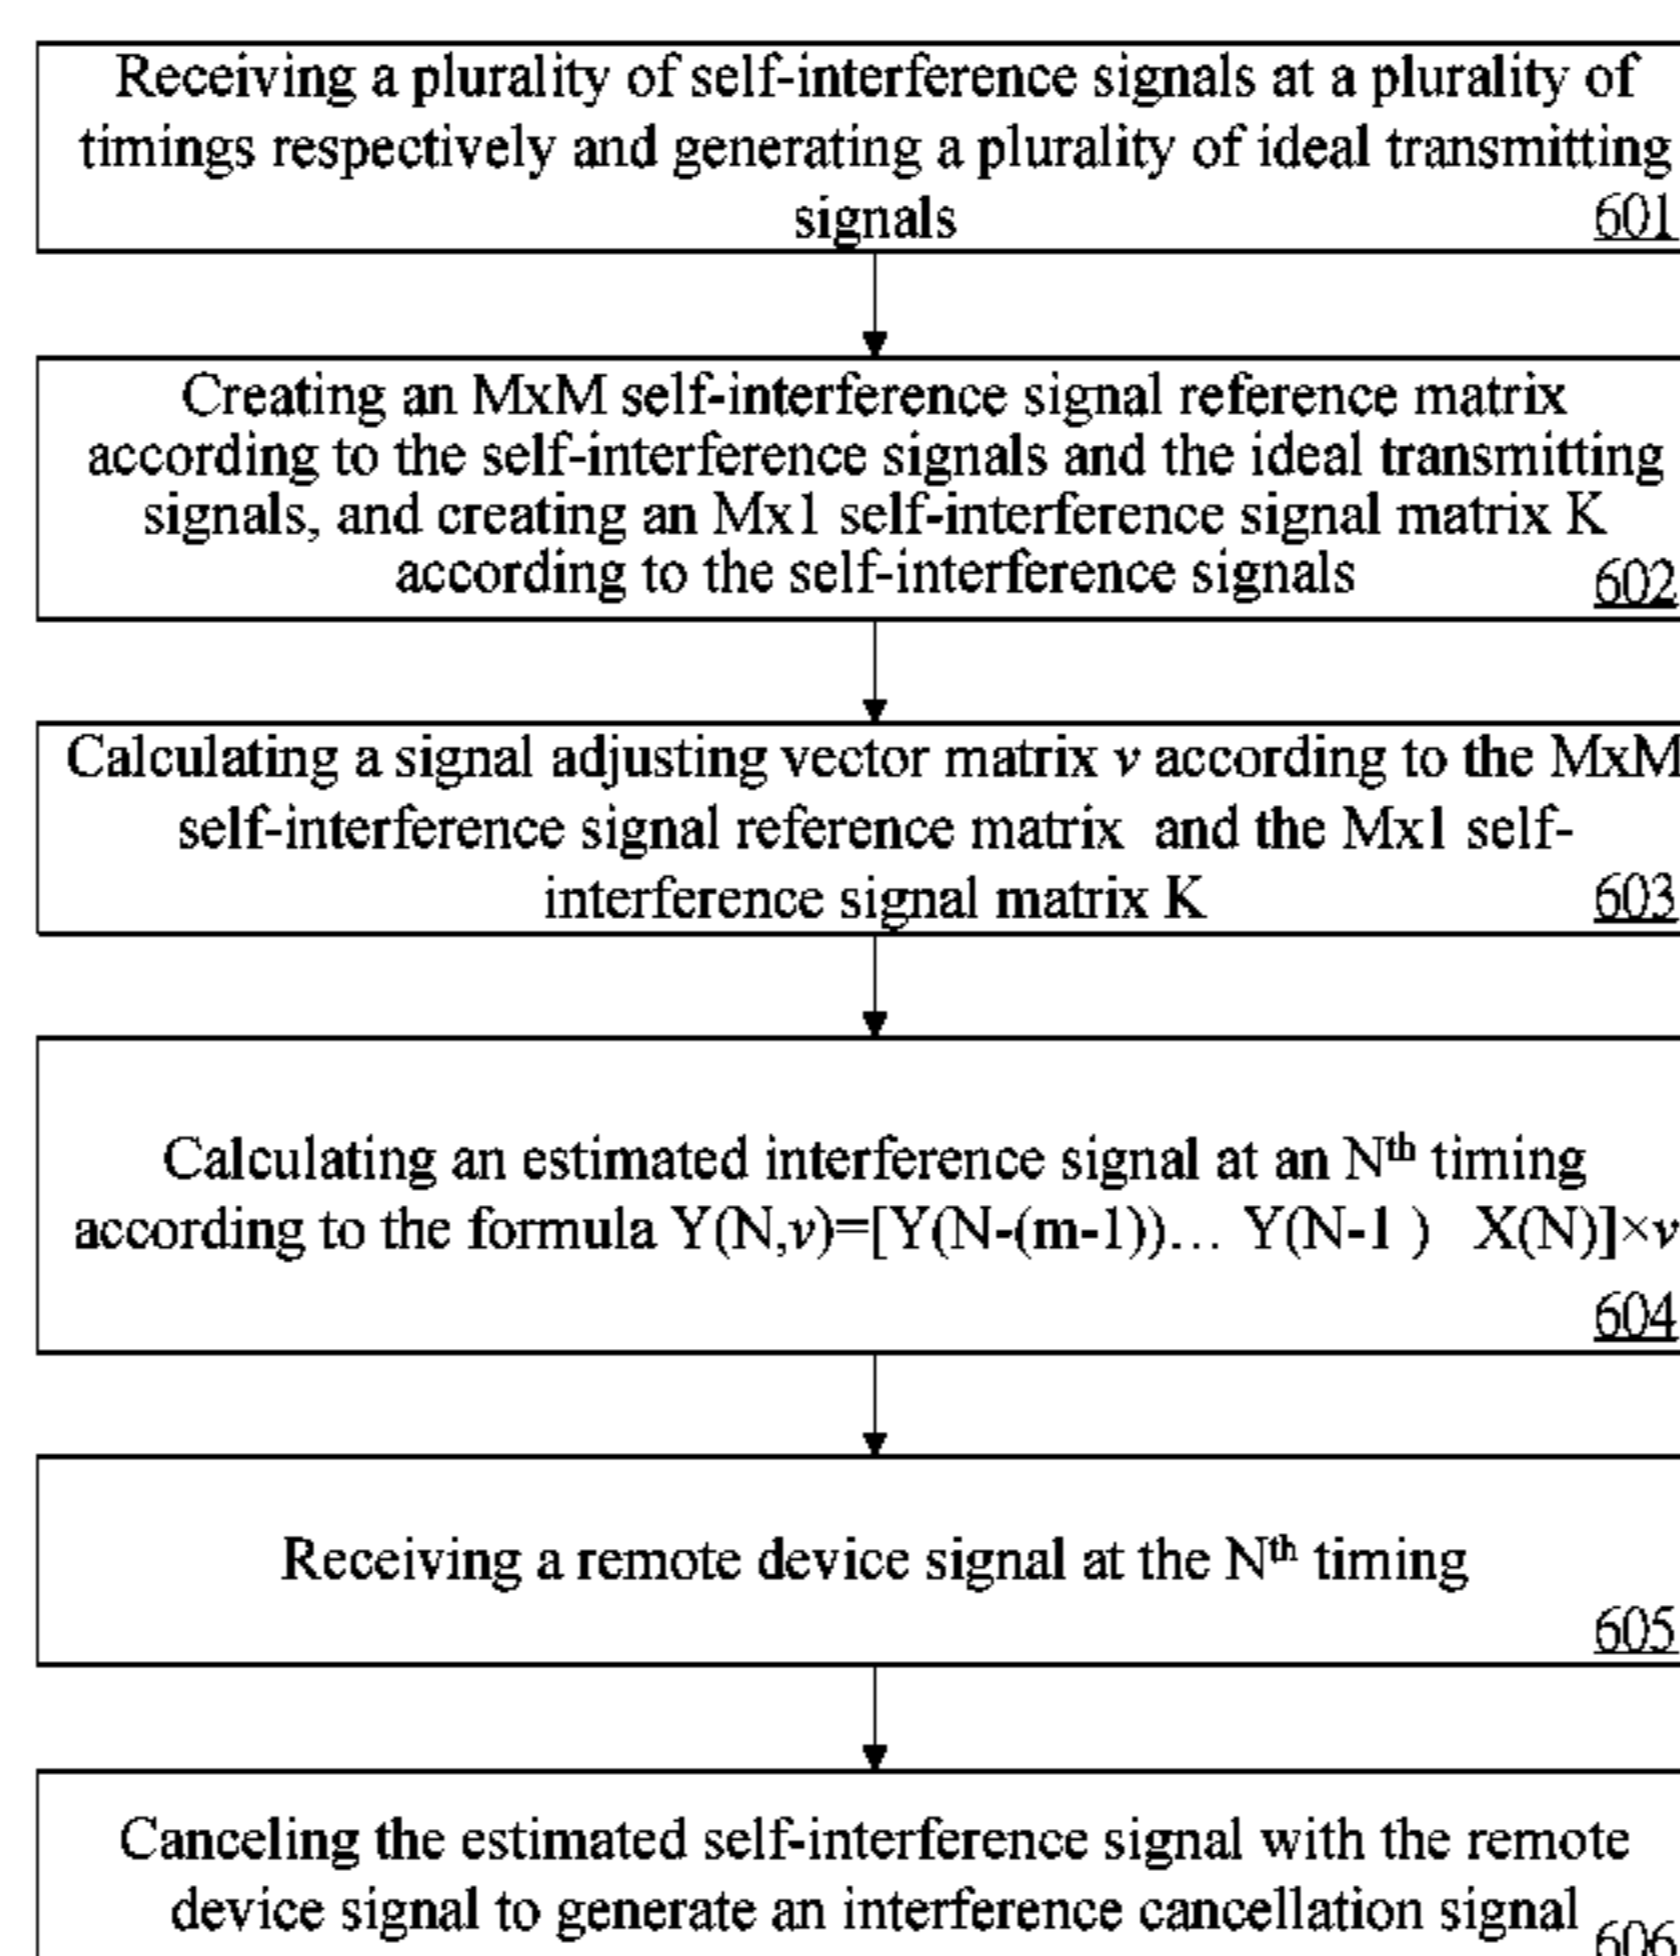 Receiving a plurality of self-interference signals at a plurality of
timings respectively and generating a plurality of ideal transmitting
signals
601
Creating an MxM self-interference signal reference matrix
according to the self-interference signals and the ideal transmitting
signals, and creating an Mx1 self-interference signal matrix K
according to the self-interference signals
602
Calculating a signal adjusting vector matrix v according to the MxM
self-interference signal reference matrix and the Mx1 self-
interference signal matrix K
603
Calculating an estimated interference signal at an Nth timing
according to the formula Y(N,v)=[Y(N-(m-1))… Y(N-1 ) X(N)]×v
604
Receiving a remote device signal at the Nth timing
605
Canceling the estimated self-interference signal with the remote
device signal to generate an interference cancellation signal
606